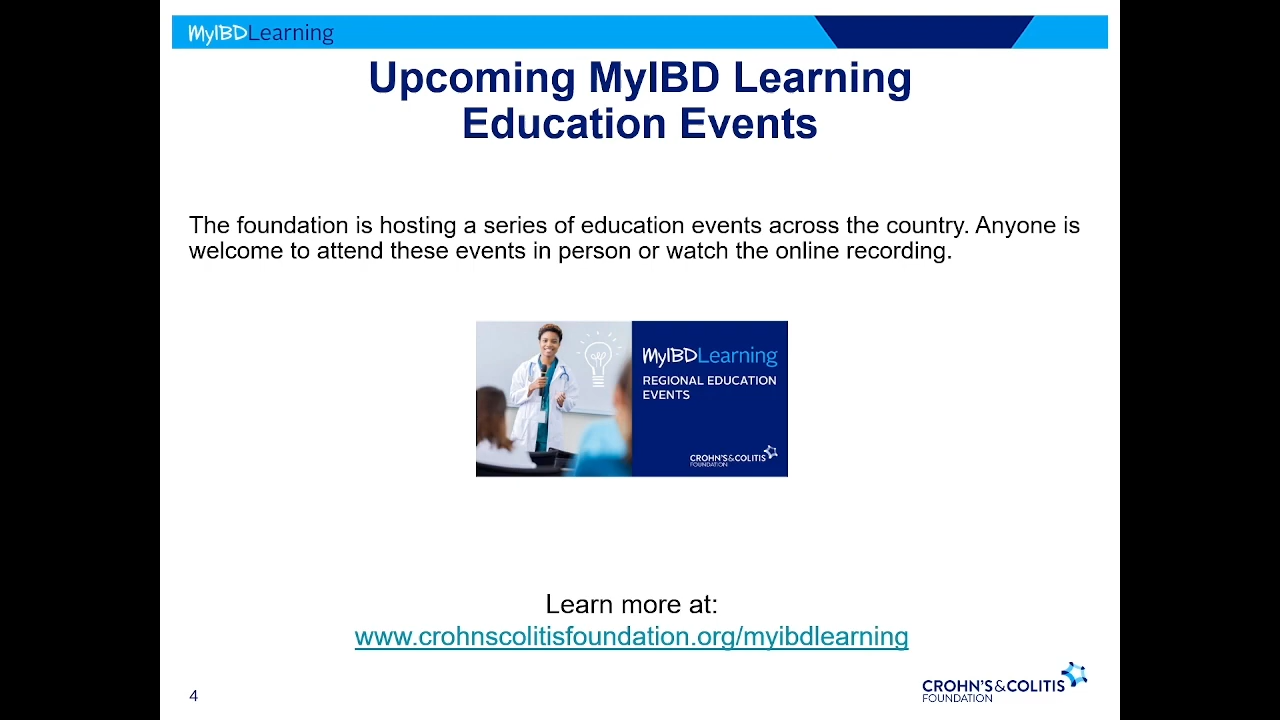 MyIBDLearning
Upcoming MyIBD Learning
Education Events
The foundation is hosting a series of education events across the country. Anyone is
welcome to attend these events in person or watch the online recording.
MyIBDLearning
REGIONAL EDUCATION
EVENTS
CROHN'S&COLITIS
FOUNDATION
Learn more at:
www.crohnscolitisfoundation.org/myibdlearning
4
CROHN'S&COLITIS
FOUNDATION